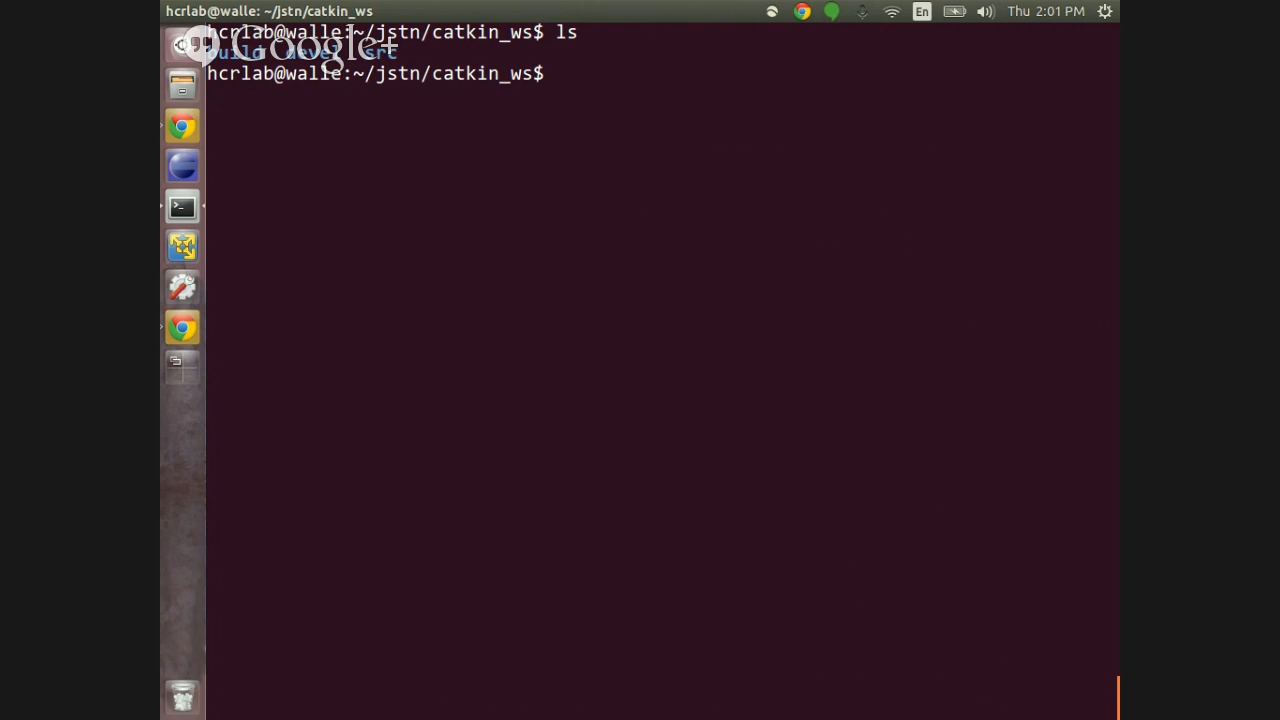 hcrlab@walle: ~/jstn/catkin_ws
En
Thu 2:01 PM
hcrlab@walle:~/jstn/catkin_ws$ ls
Google+
build devel src
hcrlab@walle:~/jstn/catkin_ws$